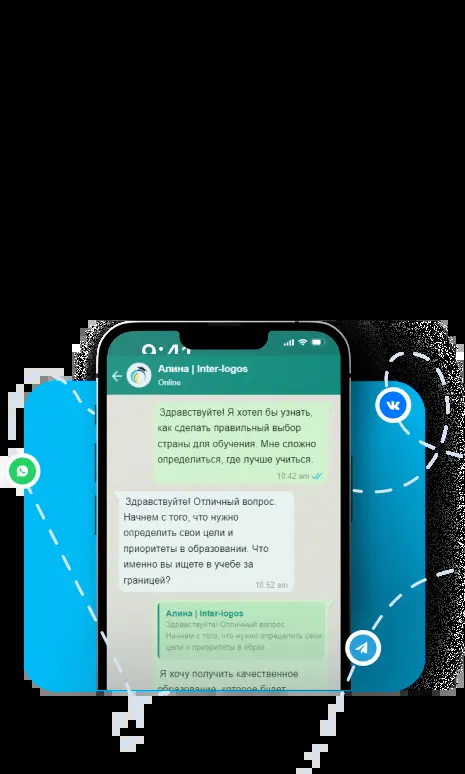 9:41
Алина | Inter-logos
Online
Здравствуйте! Я хотел бы узнать,
как сделать правильный выбор
страны для обучения. Мне сложно
определиться, где лучше учиться.
10:42 am
Здравствуйте! Отличный вопрос.
Начнем с того, что нужно
определить свои цели и
приоритеты в образовании. Что
именно вы ищете в учебе за
границей?
10:52 am
Алина | Inter-logos
Здравствуйте! Отличный вопрос.
Начнем с того, что нужно определить свои
цели и приоритеты в образ...
Я хочу получить качественное
образование, которое будет